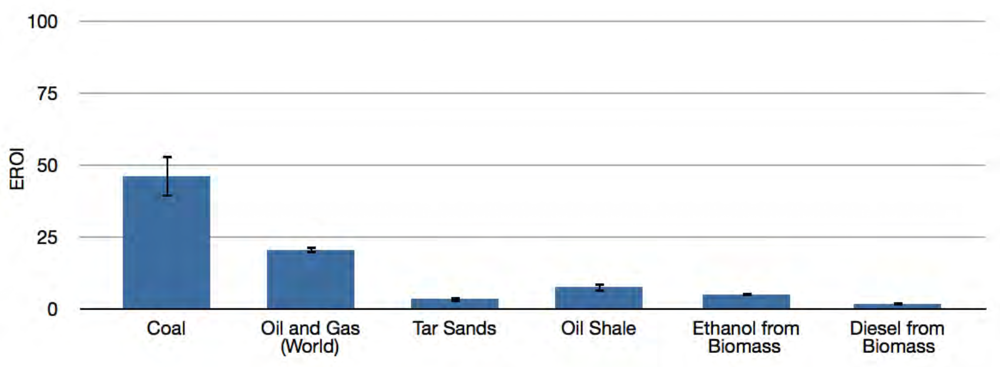 100
75
50
25
0
EROI
Coal
Oil and Gas
(World)
Tar Sands
Oil Shale
Ethanol from
Biomass
Diesel from
Biomass